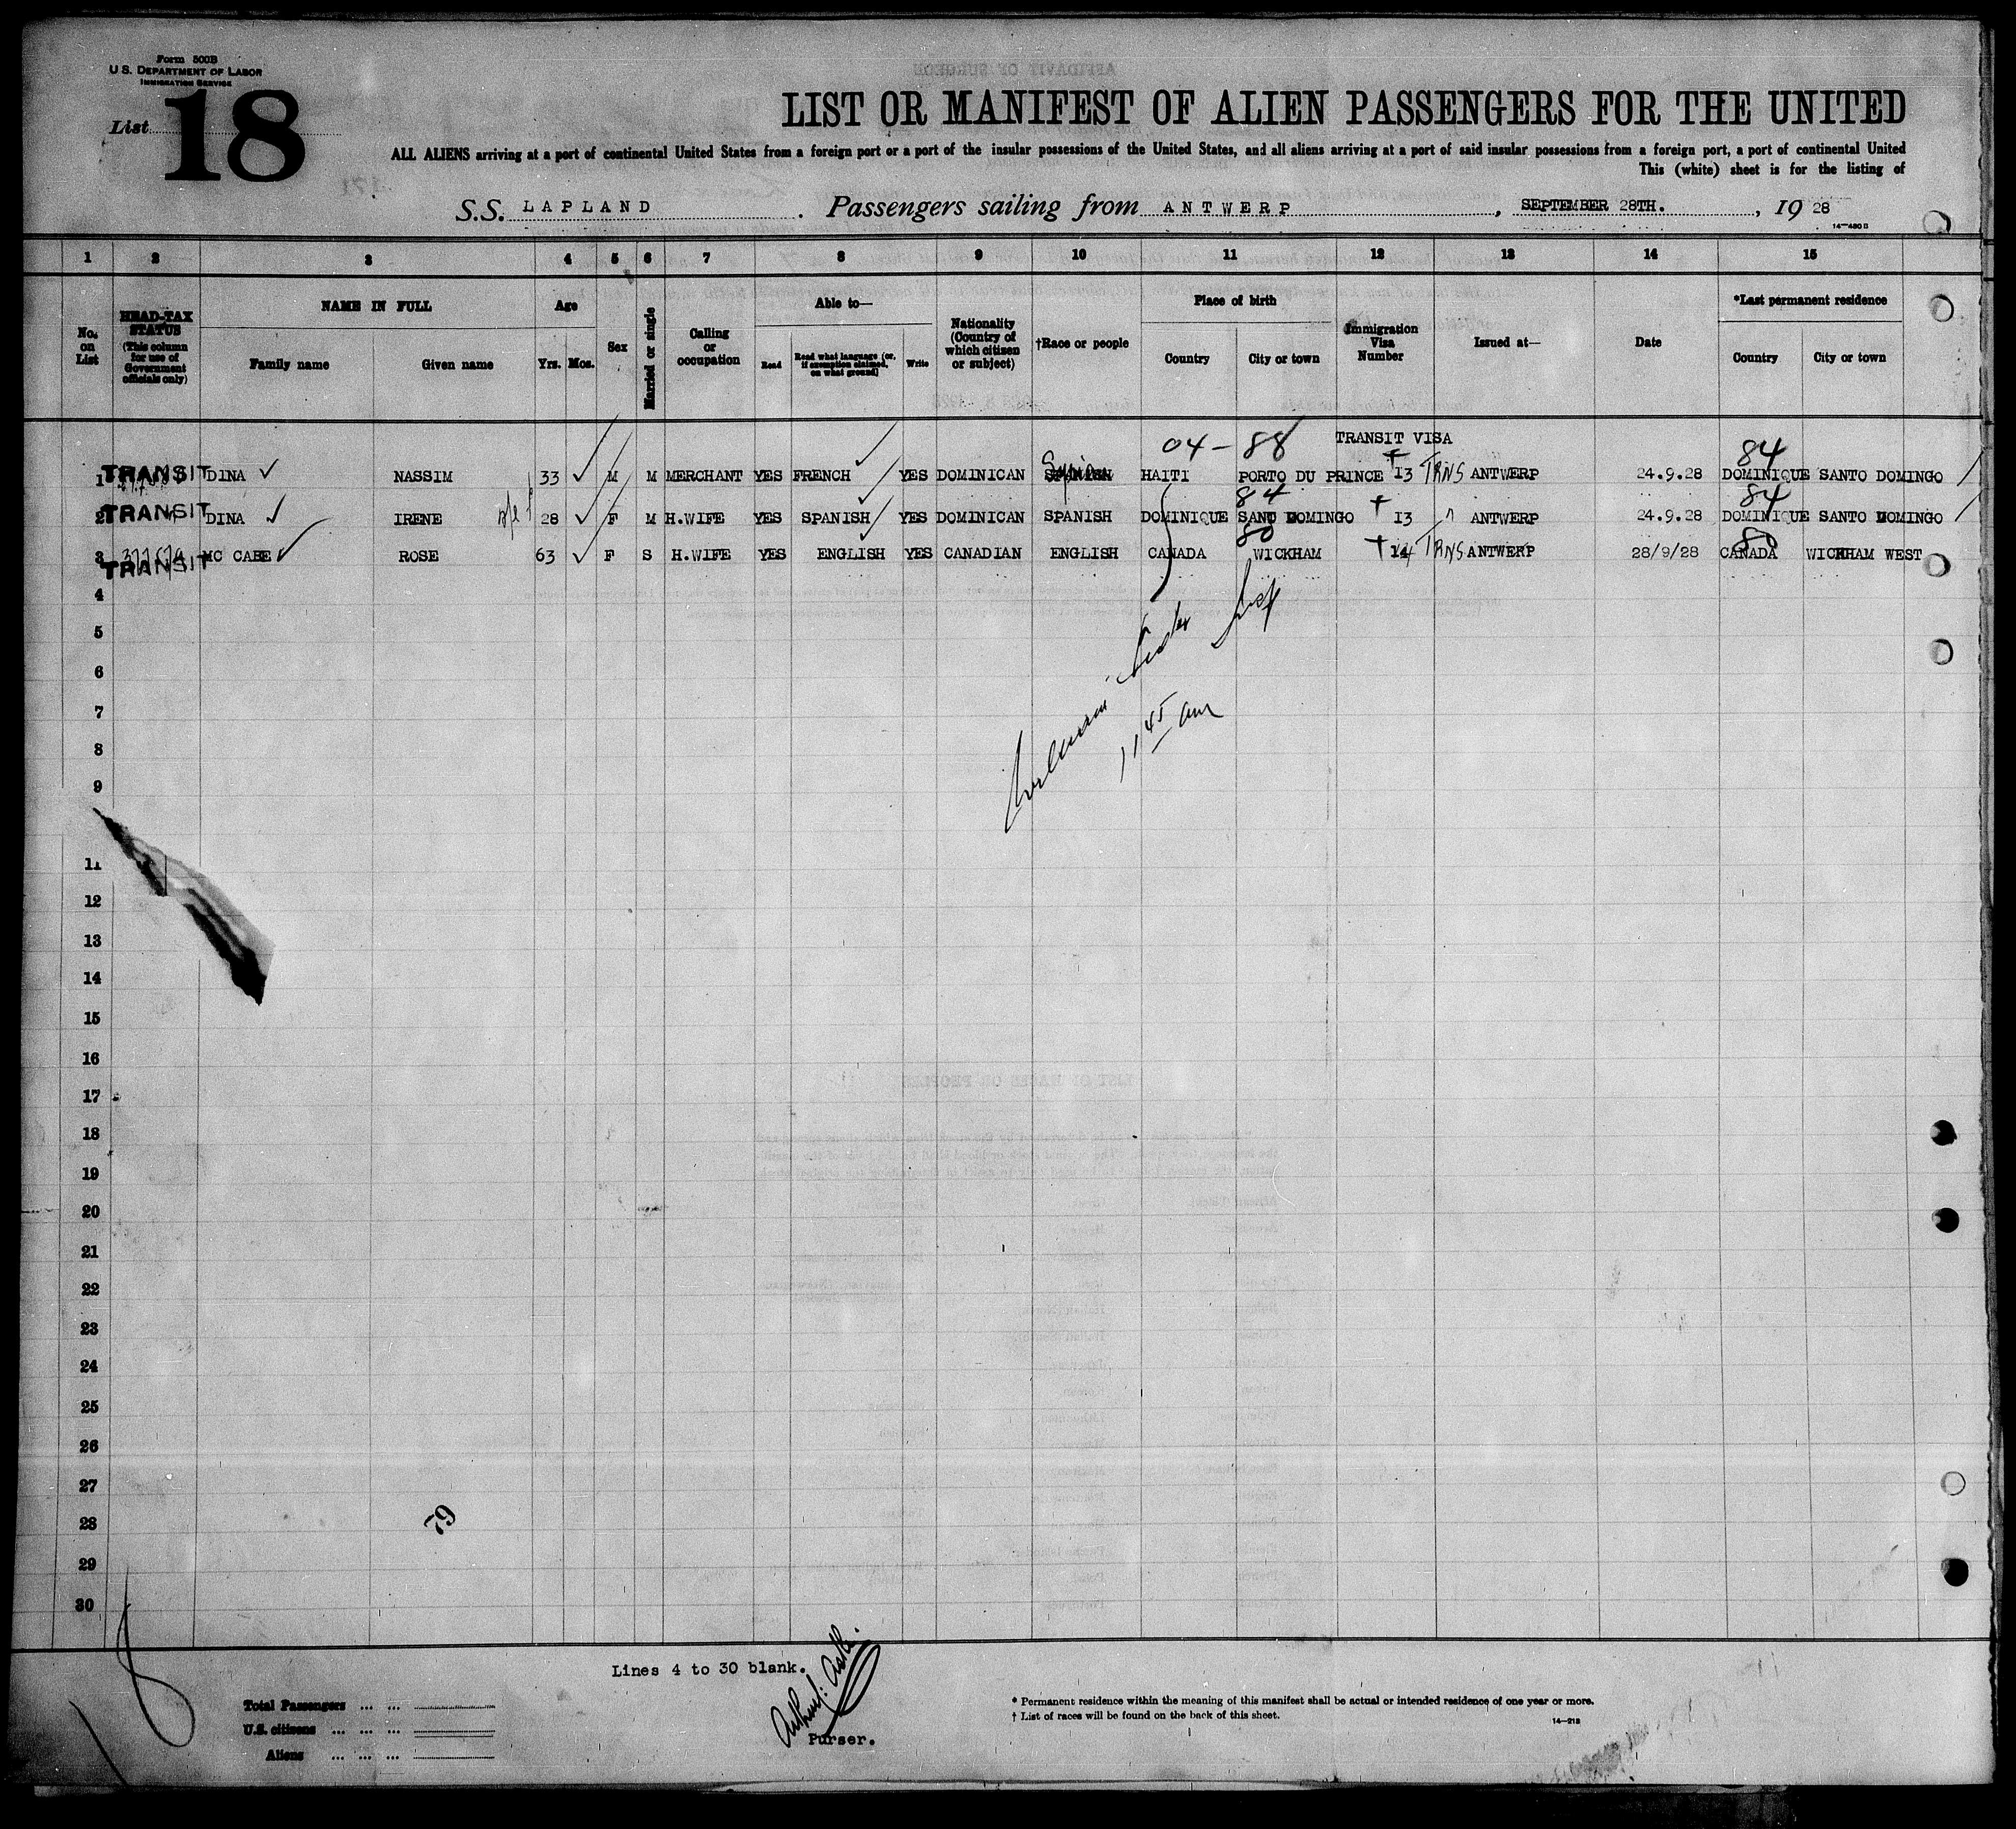 Form 500B
U.S. DEPARTMENT OF LABOR
IMMIGRATION SERVICE
List 18
LIST OR MANIFEST OF ALIEN PASSENGERS FOR THE UNITED
ALL ALIENS arriving at a port of continental United States from a foreign port or a port of the insular possessions of the United States, and all aliens arriving at a port of said insular possessions from a foreign port, a port of continental United
This (white) sheet is for the listing of
S.S. LAPLAND. Passengers sailing from ANTWERP, SEPTEMBER 28TH., 19 28
14-480 B
1 2 3 4 5 6 7 8 9 10 11 12 13 14 15
No. on List
HEAD-TAX STATUS (This column for use of Government officials only)
NAME IN FULL
Family name Given name
Age
Yrs. Mos.
Sex
Married or single
Calling or occupation
Able to—
Read
Read what language (or, if exemption claimed, on what ground)
Write
Nationality (Country of which citizen or subject)
†Race or people
Place of birth
Country City or town
Immigration Visa Number
Issued at—
Date
*Last permanent residence
Country City or town
04-88 TRANSIT VISA 84
1 TRANSIT DINA NASSIM 33 M M MERCHANT YES FRENCH YES DOMINICAN SPANISH Syrian HAITI PORTO DU PRINCE 13 TRNS ANTWERP 24.9.28 DOMINIQUE SANTO DOMINGO
84 84
2 TRANSIT DINA IRENE 28 F M H.WIFE YES SPANISH YES DOMINICAN SPANISH DOMINIQUE SANT DOMINGO 13 " ANTWERP 24.9.28 DOMINIQUE SANTO DOMINGO
80 80
3 MC CABE ROSE 63 F S H.WIFE YES ENGLISH YES CANADIAN ENGLISH CANADA WICKHAM 14 TRNS ANTWERP 28/9/28 CANADA WICKHAM WEST
TRANSIT
4
5
6
7
11 45 am
8
9
11
12
13
14
15
16
17
18
19
20
21
22
23
24
25
26
27
28
79
29
30
Lines 4 to 30 blank.
Total Passengers
U.S. citizens
Aliens
Purser.
* Permanent residence within the meaning of this manifest shall be actual or intended residence of one year or more.
† List of races will be found on the back of this sheet.
14-218